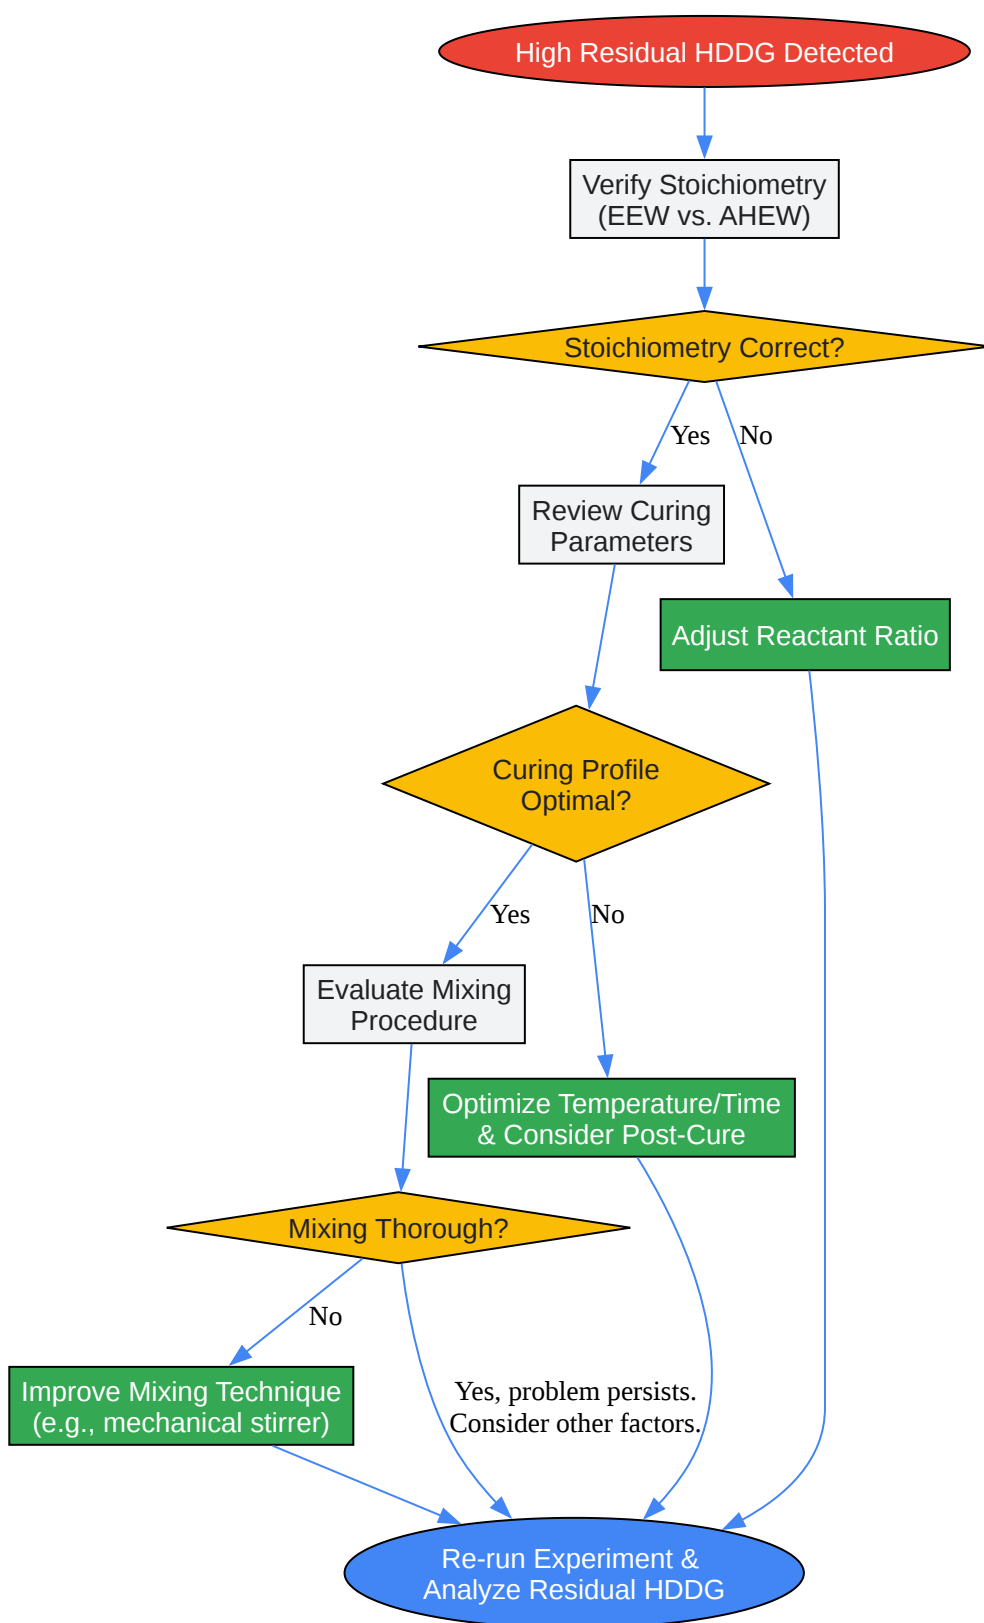 High Residual HDDG Detected
Verify Stoichiometry
(EEW vs. AHEW)
Stoichiometry Correct?
Yes
No
Review Curing
Parameters
Adjust Reactant Ratio
Curing Profile
Optimal?
Yes
No
Evaluate Mixing
Procedure
Optimize Temperature/Time
& Consider Post-Cure
Mixing Thorough?
No
Yes, problem persists.
Consider other factors.
Improve Mixing Technique
(e.g., mechanical stirrer)
Re-run Experiment &
Analyze Residual HDDG